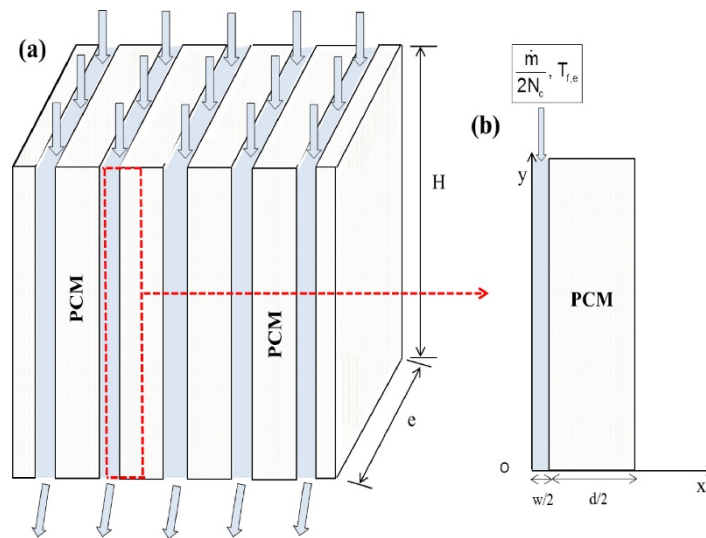 (a)
PCM
PCM
H
e
ṁ
2N_c, T_f,e
(b)
y
PCM
O
x
w/2
d/2